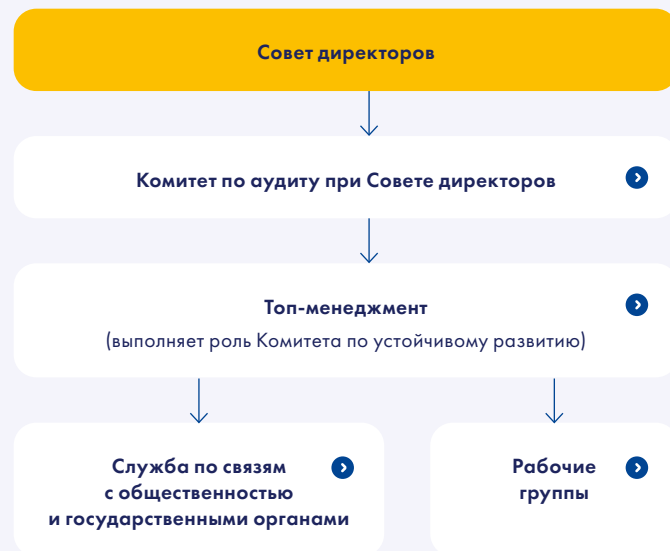 Совет директоров
Комитет по аудиту при Совете директоров
Топ-менеджмент
(выполняет роль Комитета по устойчивому развитию)
Служба по связям
с общественностью
и государственными органами
Рабочие
группы